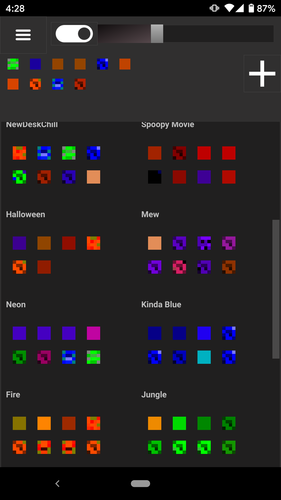 4:28
87%
NewDeskChill
Spoopy Movie
Halloween
Mew
Neon
Kinda Blue
Fire
Jungle